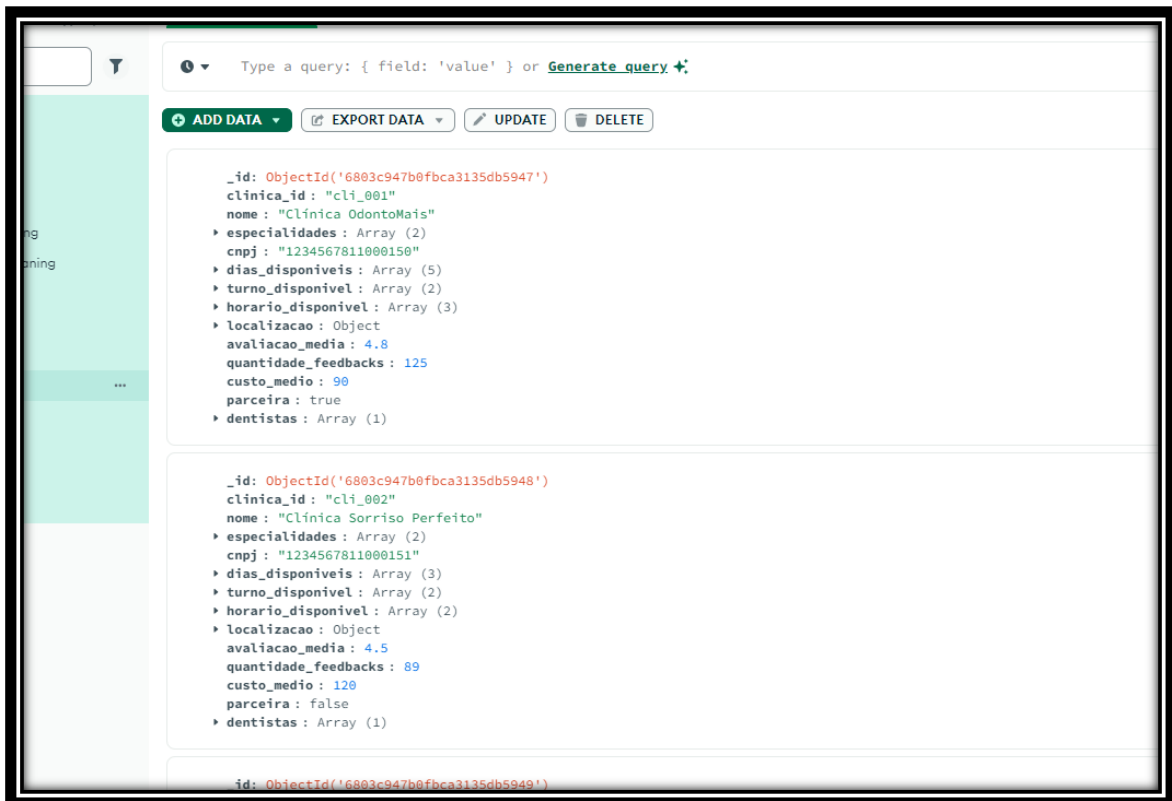 ng
aning
...
Type a query: { field: 'value' } or Generate query
ADD DATA EXPORT DATA UPDATE DELETE
_id: ObjectId('6803c947b0fbca3135db5947')
clinica_id : "cli_001"
nome : "Clínica OdontoMais"
especialidades : Array (2)
cnpj : "1234567811000150"
dias_disponiveis : Array (5)
turno_disponivel : Array (2)
horario_disponivel : Array (3)
localizacao : Object
avaliacao_media : 4.8
quantidade_feedbacks : 125
custo_medio : 90
parceira : true
dentistas : Array (1)
_id: ObjectId('6803c947b0fbca3135db5948')
clinica_id : "cli_002"
nome : "Clínica Sorriso Perfeito"
especialidades : Array (2)
cnpj : "1234567811000151"
dias_disponiveis : Array (3)
turno_disponivel : Array (2)
horario_disponivel : Array (2)
localizacao : Object
avaliacao_media : 4.5
quantidade_feedbacks : 89
custo_medio : 120
parceira : false
dentistas : Array (1)
_id: ObjectId('6803c947b0fbca3135db5949')